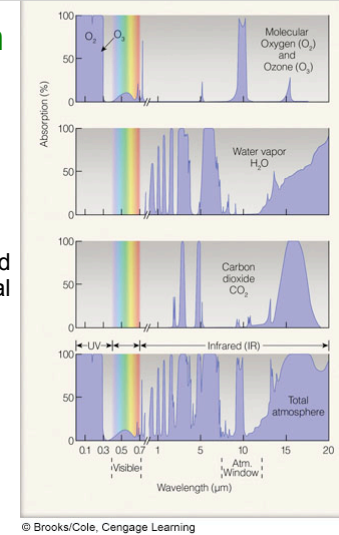 Absorption (%)
100
50
0
O₂
O₃
Molecular
Oxygen (O₂)
and
Ozone (O₃)
100
50
0
Water vapor
H₂O
100
50
0
Carbon
dioxide
CO₂
UV
Infrared (IR)
100
50
0
Total
atmosphere
0.1 0.3 0.5 0.7 1 5 10 15 20
Visible
Atm.
Window
Wavelength (µm)
d
al
© Brooks/Cole, Cengage Learning